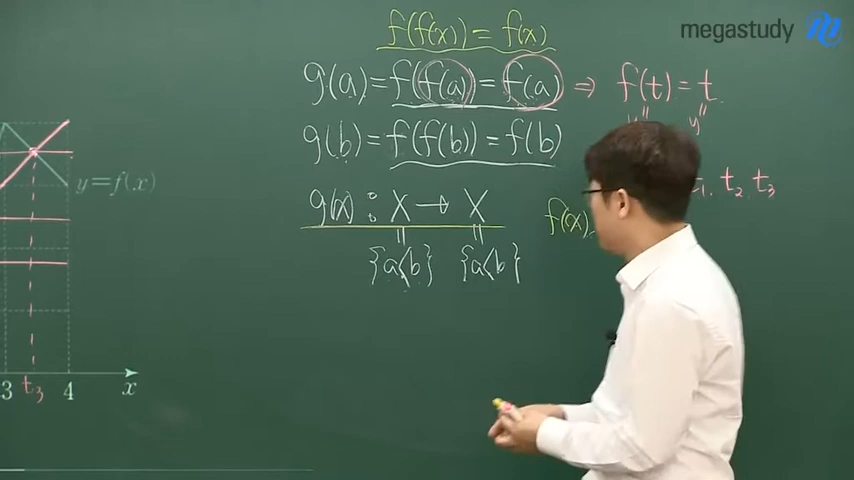 megastudy
f(f(x)) = f(x)
g(a) = f(f(a) = f(a) ⇒ f(t) = t
y" y"
g(b) = f(f(b)) = f(b)
t₁. t₂ t₃
y=f(x)
g(x) : X → X f(x)
{a<b} {a<b}
3 t₃ 4 x